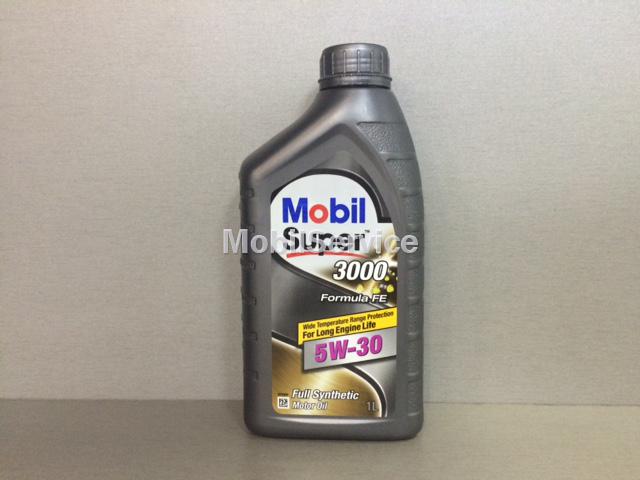 Mobil
Super™
MobilService
3000
Formula FE
Wide Temperature Range Protection
For Long Engine Life
5W-30
Full Synthetic
Motor Oil
1L